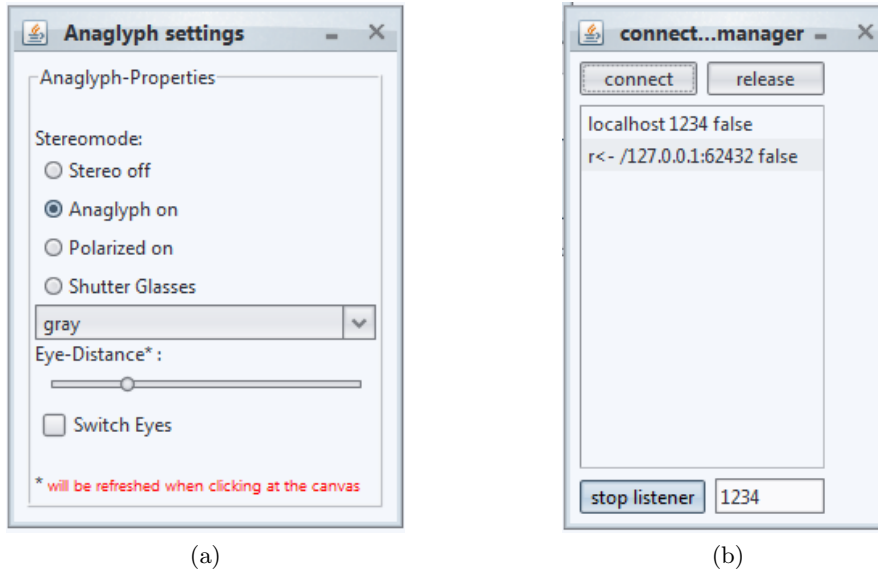 Anaglyph settings
Anaglyph-Properties
Stereomode:
Stereo off
Anaglyph on
Polarized on
Shutter Glasses
gray
Eye-Distance* :
Switch Eyes
* will be refreshed when clicking at the canvas
(a)
connect...manager
connect release
localhost 1234 false
r<- /127.0.0.1:62432 false
stop listener 1234
(b)